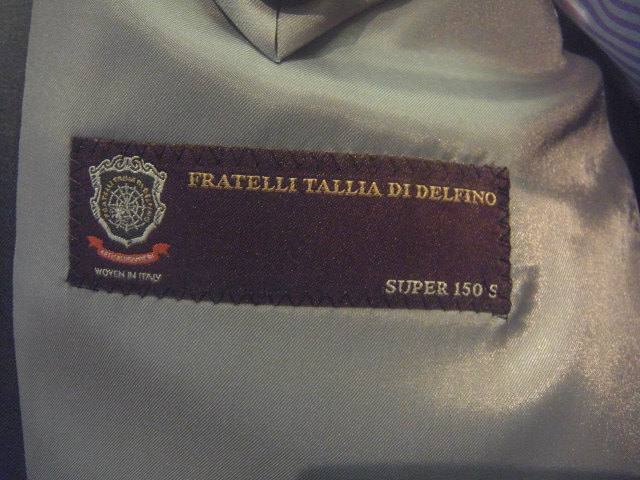 FRATELLI TALLIA DI DELFINO
WOVEN IN ITALY
SUPER 150 S